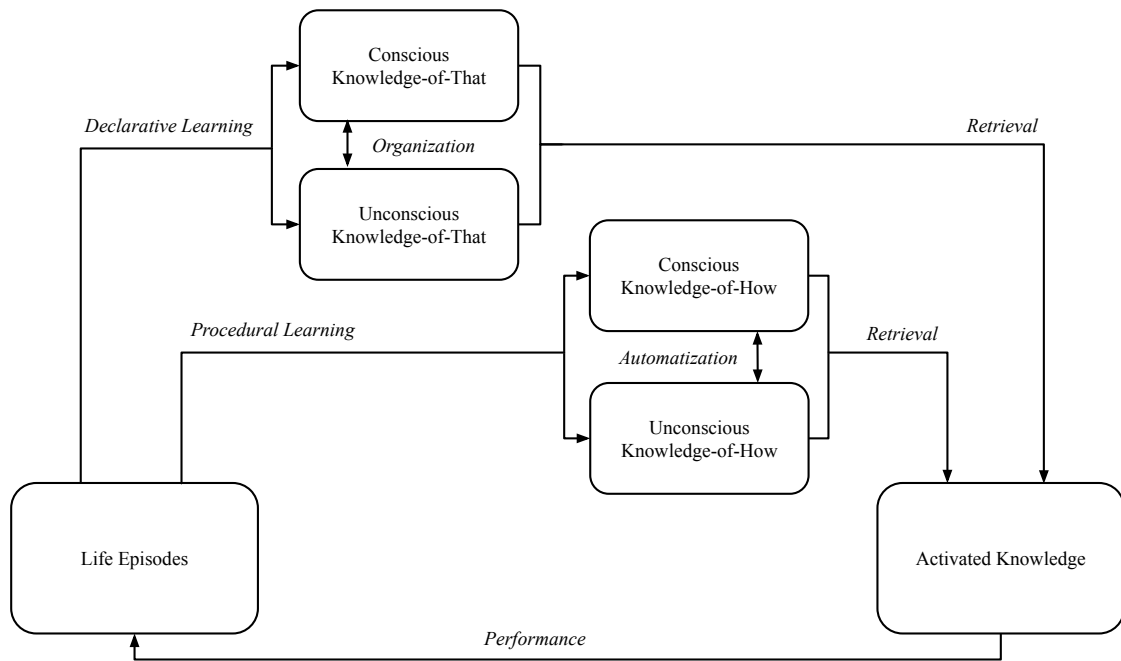 Conscious
Knowledge-of-That
Declarative Learning
Organization
Retrieval
Unconscious
Knowledge-of-That
Conscious
Knowledge-of-How
Procedural Learning
Automatization
Retrieval
Unconscious
Knowledge-of-How
Life Episodes
Activated Knowledge
Performance